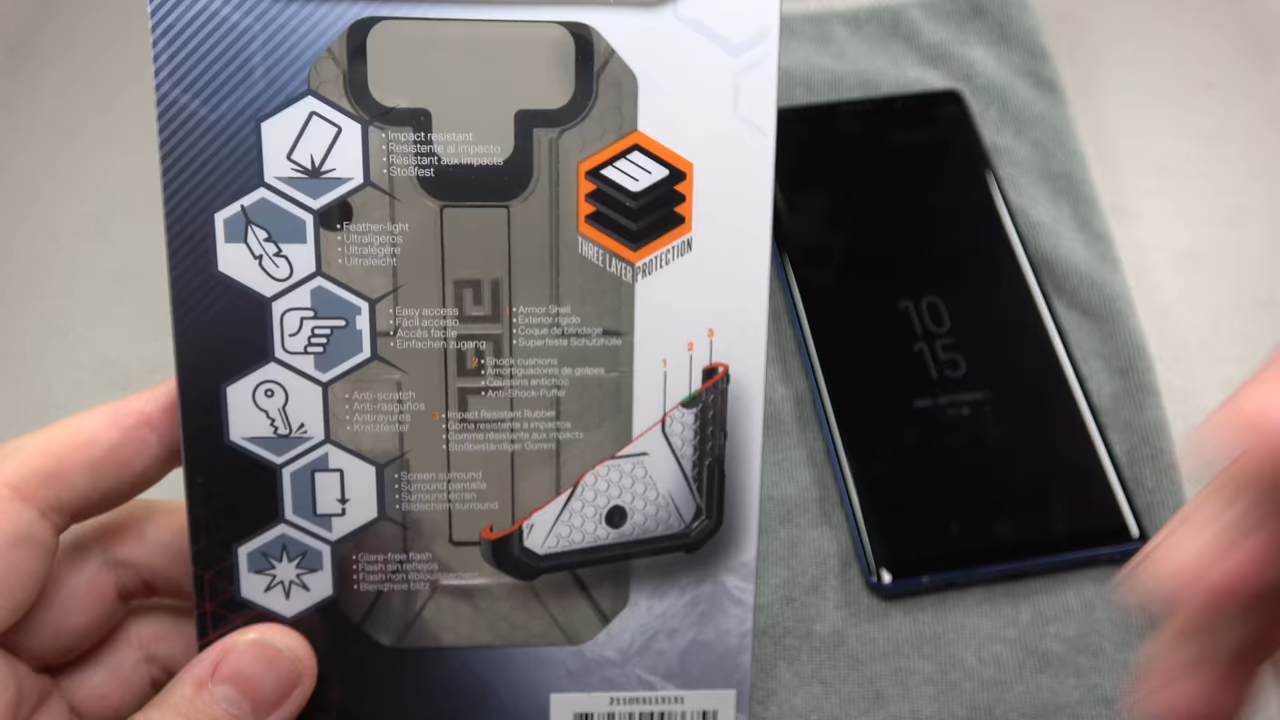 • Impact resistant
• Resistente al impacto
• Résistant aux impacts
• Stoßfest
• Feather-light
• Ultraligeros
• Ultralégère
• Ultraleicht
THREE LAYER PROTECTION
• Easy access
• Fácil acceso
• Accès facile
• Einfachen zugang
1 • Armor Shell
• Exterior rígido
• Coque de blindage
• Superfeste Schutzhülle
2 • Shock cushions
• Amortiguadores de golpes
• Coussins antichoc
• Anti-Shock-Puffer
• Anti-scratch
• Anti-rasguños
• Antirayures
• Kratzfester
3 • Impact Resistant Rubber
• Goma resistente a impactos
• Gomme résistante aux impacts
• Stoßbeständiger Gummi
1 2 3
• Screen surround
• Surround pantalla
• Surround écran
• Bildschirm surround
• Glare-free flash
• Flash sin reflejos
• Flash non éblouissement
• Blendfreie blitz
211053113131
10
15